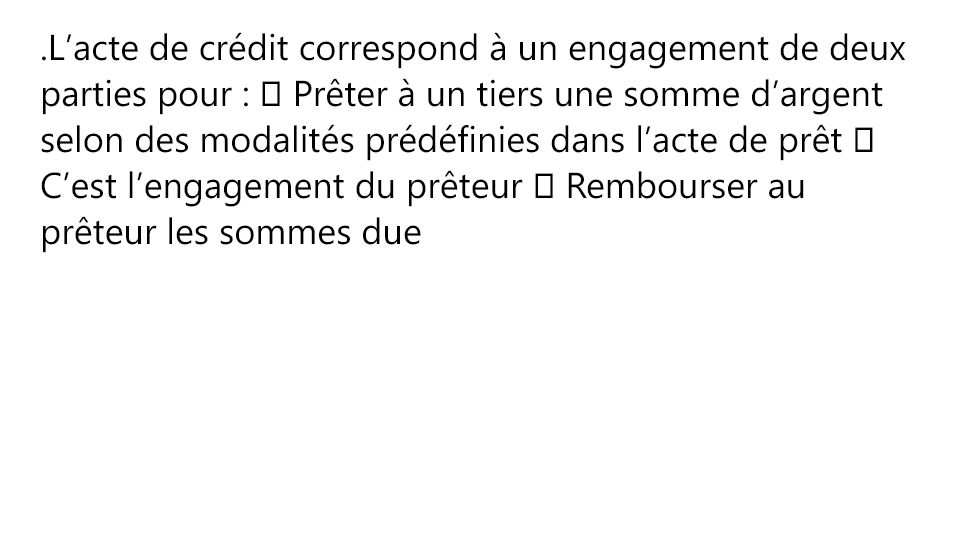 .L’acte de crédit correspond à un engagement de deux
parties pour : 􀂾 Prêter à un tiers une somme d’argent
selon des modalités prédéfinies dans l’acte de prêt 􀃆
C’est l’engagement du prêteur 􀂾 Rembourser au
prêteur les sommes due